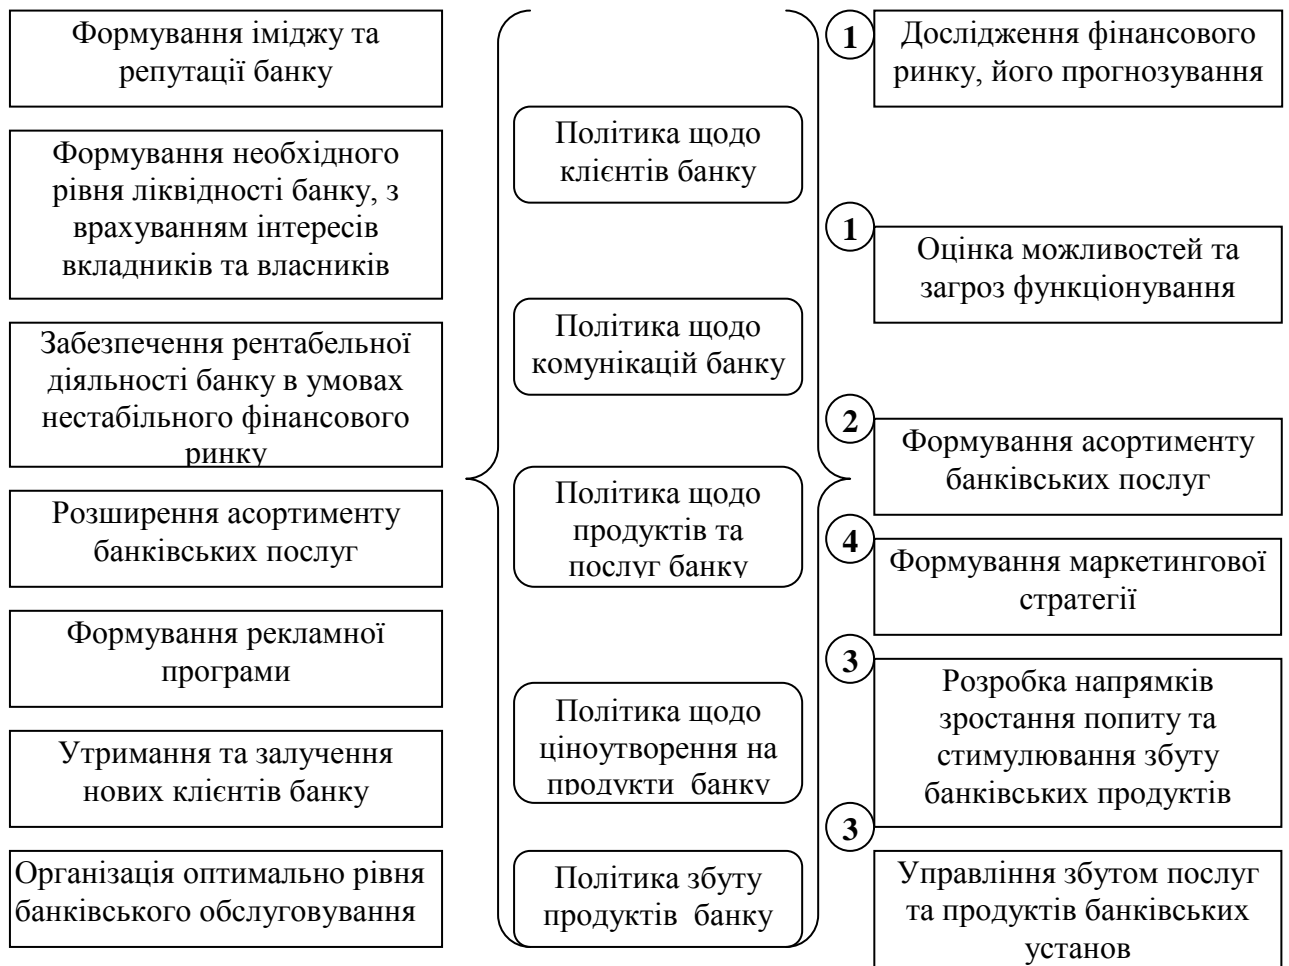 Формування іміджу та
репутації банку
Формування необхідного
рівня ліквідності банку, з
врахуванням інтересів
вкладників та власників
Забезпечення рентабельної
діяльності банку в умовах
нестабільного фінансового
ринку
Розширення асортименту
банківських послуг
Формування рекламної
програми
Утримання та залучення
нових клієнтів банку
Організація оптимально рівня
банківського обслуговування
Політика щодо
клієнтів банку
Політика щодо
комунікацій банку
Політика щодо
продуктів та
послуг банку
Політика щодо
ціноутворення на
продукти банку
Політика збуту
продуктів банку
1
Дослідження фінансового
ринку, його прогнозування
1
Оцінка можливостей та
загроз функціонування
2
Формування асортименту
банківських послуг
4
Формування маркетингової
стратегії
3
Розробка напрямків
зростання попиту та
стимулювання збуту
банківських продуктів
3
Управління збутом послуг
та продуктів банківських
установ